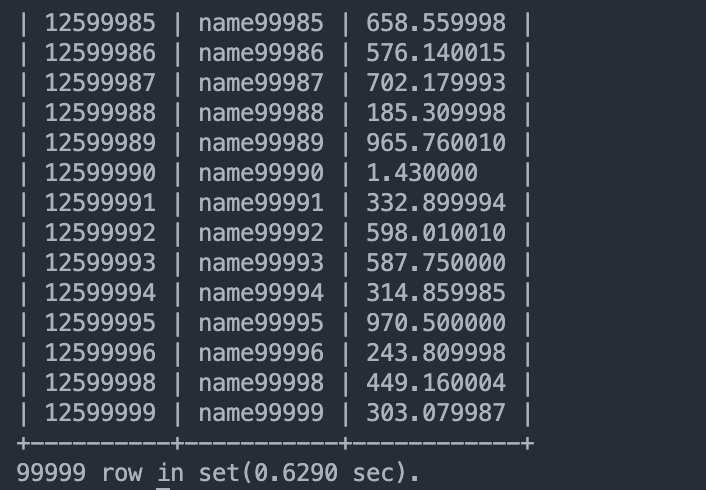 | 12599985 | name99985 | 658.559998 |
| 12599986 | name99986 | 576.140015 |
| 12599987 | name99987 | 702.179993 |
| 12599988 | name99988 | 185.309998 |
| 12599989 | name99989 | 965.760010 |
| 12599990 | name99990 | 1.430000   |
| 12599991 | name99991 | 332.899994 |
| 12599992 | name99992 | 598.010010 |
| 12599993 | name99993 | 587.750000 |
| 12599994 | name99994 | 314.859985 |
| 12599995 | name99995 | 970.500000 |
| 12599996 | name99996 | 243.809998 |
| 12599998 | name99998 | 449.160004 |
| 12599999 | name99999 | 303.079987 |
+----------+-----------+------------+
99999 row in set(0.6290 sec).